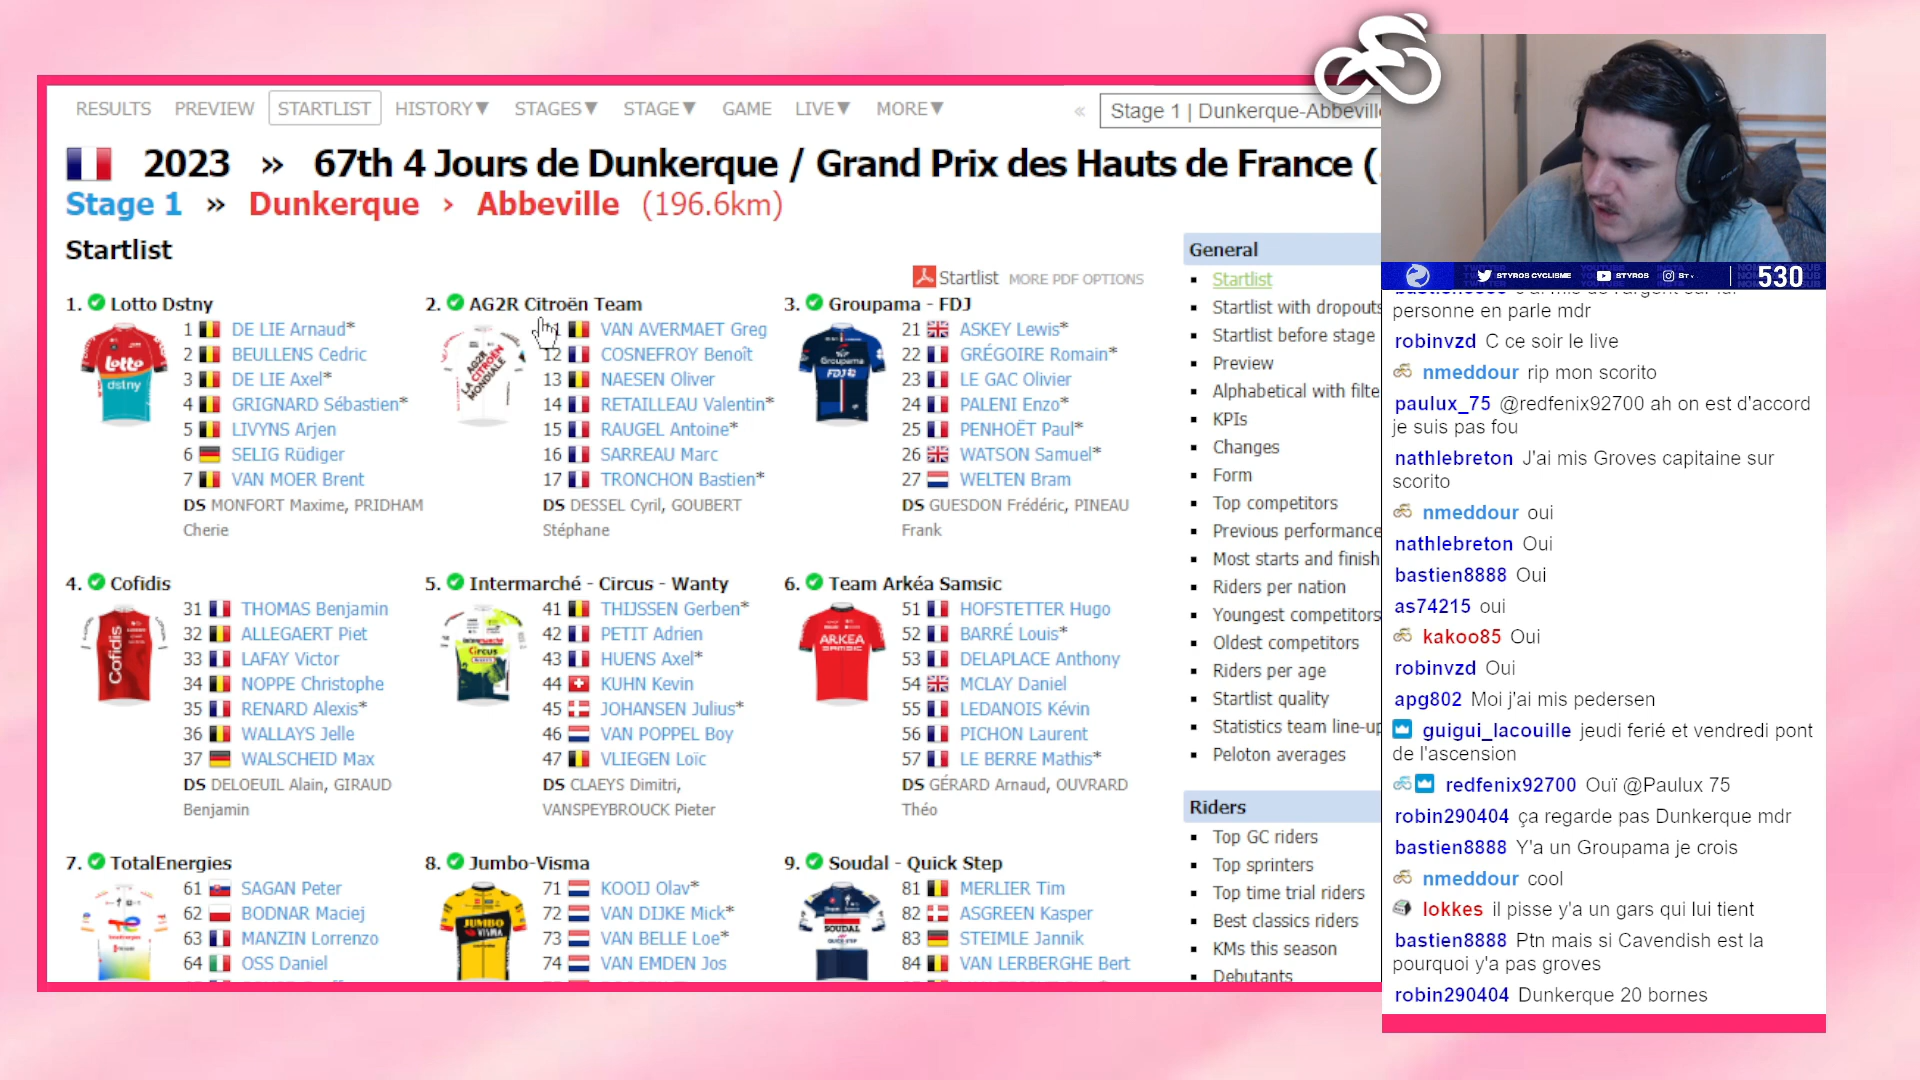 RESULTS PREVIEW STARTLIST HISTORY▼ STAGES▼ STAGE▼ GAME LIVE▼ MORE▼ « Stage 1 | Dunkerque-Abbeville
2023 » 67th 4 Jours de Dunkerque / Grand Prix des Hauts de France (
Stage 1 » Dunkerque › Abbeville (196.6km)
Startlist
Startlist MORE PDF OPTIONS
1. Lotto Dstny
1 DE LIE Arnaud*
2 BEULLENS Cedric
3 DE LIE Axel*
4 GRIGNARD Sébastien*
5 LIVYNS Arjen
6 SELIG Rüdiger
7 VAN MOER Brent
DS MONFORT Maxime, PRIDHAM
Cherie
2. AG2R Citroën Team
VAN AVERMAET Greg
12 COSNEFROY Benoît
13 NAESEN Oliver
14 RETAILLEAU Valentin*
15 RAUGEL Antoine*
16 SARREAU Marc
17 TRONCHON Bastien*
DS DESSEL Cyril, GOUBERT
Stéphane
3. Groupama - FDJ
21 ASKEY Lewis*
22 GRÉGOIRE Romain*
23 LE GAC Olivier
24 PALENI Enzo*
25 PENHOËT Paul*
26 WATSON Samuel*
27 WELTEN Bram
DS GUESDON Frédéric, PINEAU
Frank
4. Cofidis
31 THOMAS Benjamin
32 ALLEGAERT Piet
33 LAFAY Victor
34 NOPPE Christophe
35 RENARD Alexis*
36 WALLAYS Jelle
37 WALSCHEID Max
DS DELOEUIL Alain, GIRAUD
Benjamin
5. Intermarché - Circus - Wanty
41 THIJSSEN Gerben*
42 PETIT Adrien
43 HUENS Axel*
44 KUHN Kevin
45 JOHANSEN Julius*
46 VAN POPPEL Boy
47 VLIEGEN Loïc
DS CLAEYS Dimitri,
VANSPEYBROUCK Pieter
6. Team Arkéa Samsic
51 HOFSTETTER Hugo
52 BARRÉ Louis*
53 DELAPLACE Anthony
54 MCLAY Daniel
55 LEDANOIS Kévin
56 PICHON Laurent
57 LE BERRE Mathis*
DS GÉRARD Arnaud, OUVRARD
Théo
7. TotalEnergies
61 SAGAN Peter
62 BODNAR Maciej
63 MANZIN Lorrenzo
64 OSS Daniel
8. Jumbo-Visma
71 KOOIJ Olav*
72 VAN DIJKE Mick*
73 VAN BELLE Loe*
74 VAN EMDEN Jos
9. Soudal - Quick Step
81 MERLIER Tim
82 ASGREEN Kasper
83 STEIMLE Jannik
84 VAN LERBERGHE Bert
Lotto
dstny
AG2R
LA
CITROËN
MONDIALE
Groupama
FDJ
Cofidis
Circus
ARKEA
SAMSIC
JUMBO
VISMA
SOUDAL
General
Startlist
Startlist with dropouts
Startlist before stage
Preview
Alphabetical with filte
KPIs
Changes
Form
Top competitors
Previous performance
Most starts and finish
Riders per nation
Youngest competitors
Oldest competitors
Riders per age
Startlist quality
Statistics team line-up
Peloton averages
Riders
Top GC riders
Top sprinters
Top time trial riders
Best classics riders
KMs this season
Debutants
STYROS CYCLISME STYROS 530
personne en parle mdr
robinvzd C ce soir le live
nmeddour rip mon scorito
paulux_75 @redfenix92700 ah on est d'accord
je suis pas fou
nathlebreton J'ai mis Groves capitaine sur
scorito
nmeddour oui
nathlebreton Oui
bastien8888 Oui
as74215 oui
kakoo85 Oui
robinvzd Oui
apg802 Moi j'ai mis pedersen
guigui_lacouille jeudi ferié et vendredi pont
de l'ascension
redfenix92700 Ouï @Paulux 75
robin290404 ça regarde pas Dunkerque mdr
bastien8888 Y'a un Groupama je crois
nmeddour cool
lokkes il pisse y'a un gars qui lui tient
bastien8888 Ptn mais si Cavendish est la
pourquoi y'a pas groves
robin290404 Dunkerque 20 bornes